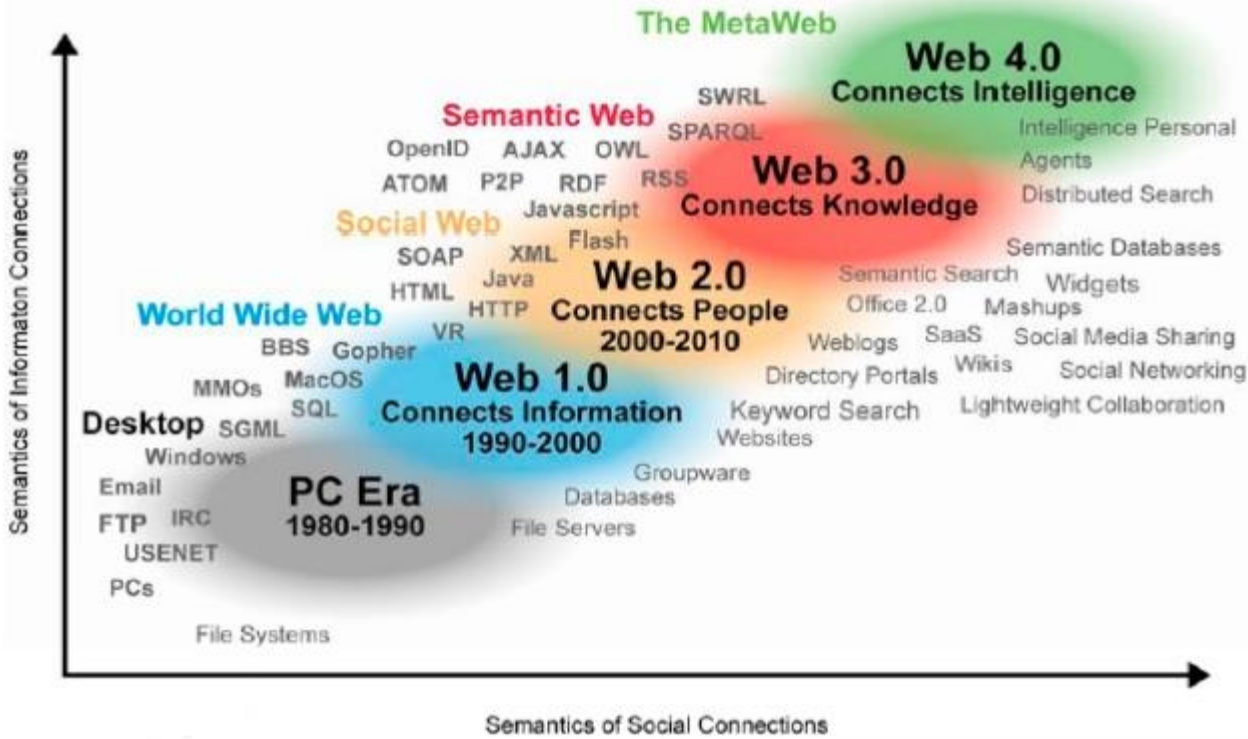 The MetaWeb
Web 4.0
Connects Intelligence
SWRL
Semantic Web
SPARQL
Intelligence Personal
Agents
OpenID AJAX OWL
Web 3.0
Connects Knowledge
ATOM P2P RDF RSS
Distributed Search
Javascript
Social Web
Flash
Semantic Databases
SOAP XML
Web 2.0
Connects People
2000-2010
Semantic Search
Widgets
Java
HTML
HTTP
Office 2.0 Mashups
World Wide Web
VR
Weblogs SaaS Social Media Sharing
BBS Gopher
Wikis Social Networking
Directory Portals
MMOs MacOS
Web 1.0
Connects Information
1990-2000
SQL
Keyword Search Lightweight Collaboration
Desktop SGML
Websites
Windows
Groupware
Email
PC Era
1980-1990
Databases
FTP IRC
File Servers
USENET
PCs
File Systems
Semantics of Informaton Connections
Semantics of Social Connections